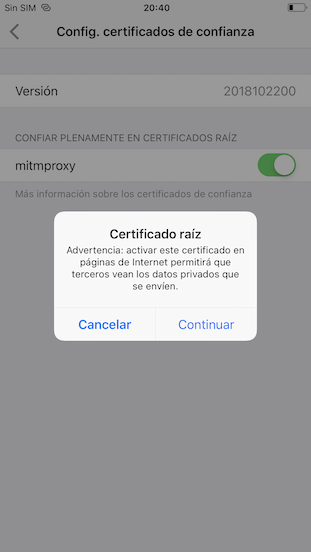 Sin SIM
20:40
Config. certificados de confianza
Versión
2018102200
CONFIAR PLENAMENTE EN CERTIFICADOS RAÍZ
mitmproxy
Más información sobre los certificados de confianza
Certificado raíz
Advertencia: activar este certificado en
páginas de Internet permitirá que
terceros vean los datos privados que
se envíen.
Cancelar
Continuar